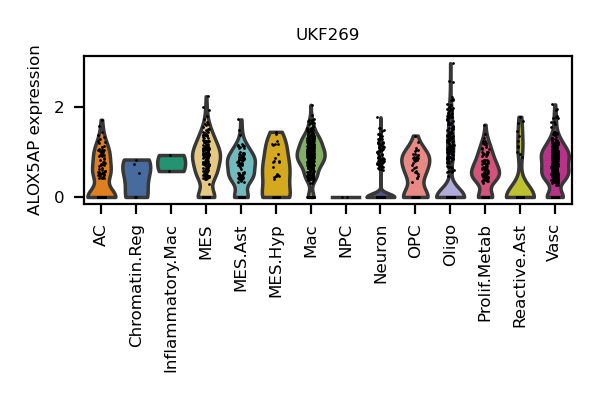 UKF269
ALOX5AP expression
2
0
AC
Chromatin.Reg
Inflammatory.Mac
MES
MES.Ast
MES.Hyp
Mac
NPC
Neuron
OPC
Oligo
Prolif.Metab
Reactive.Ast
Vasc